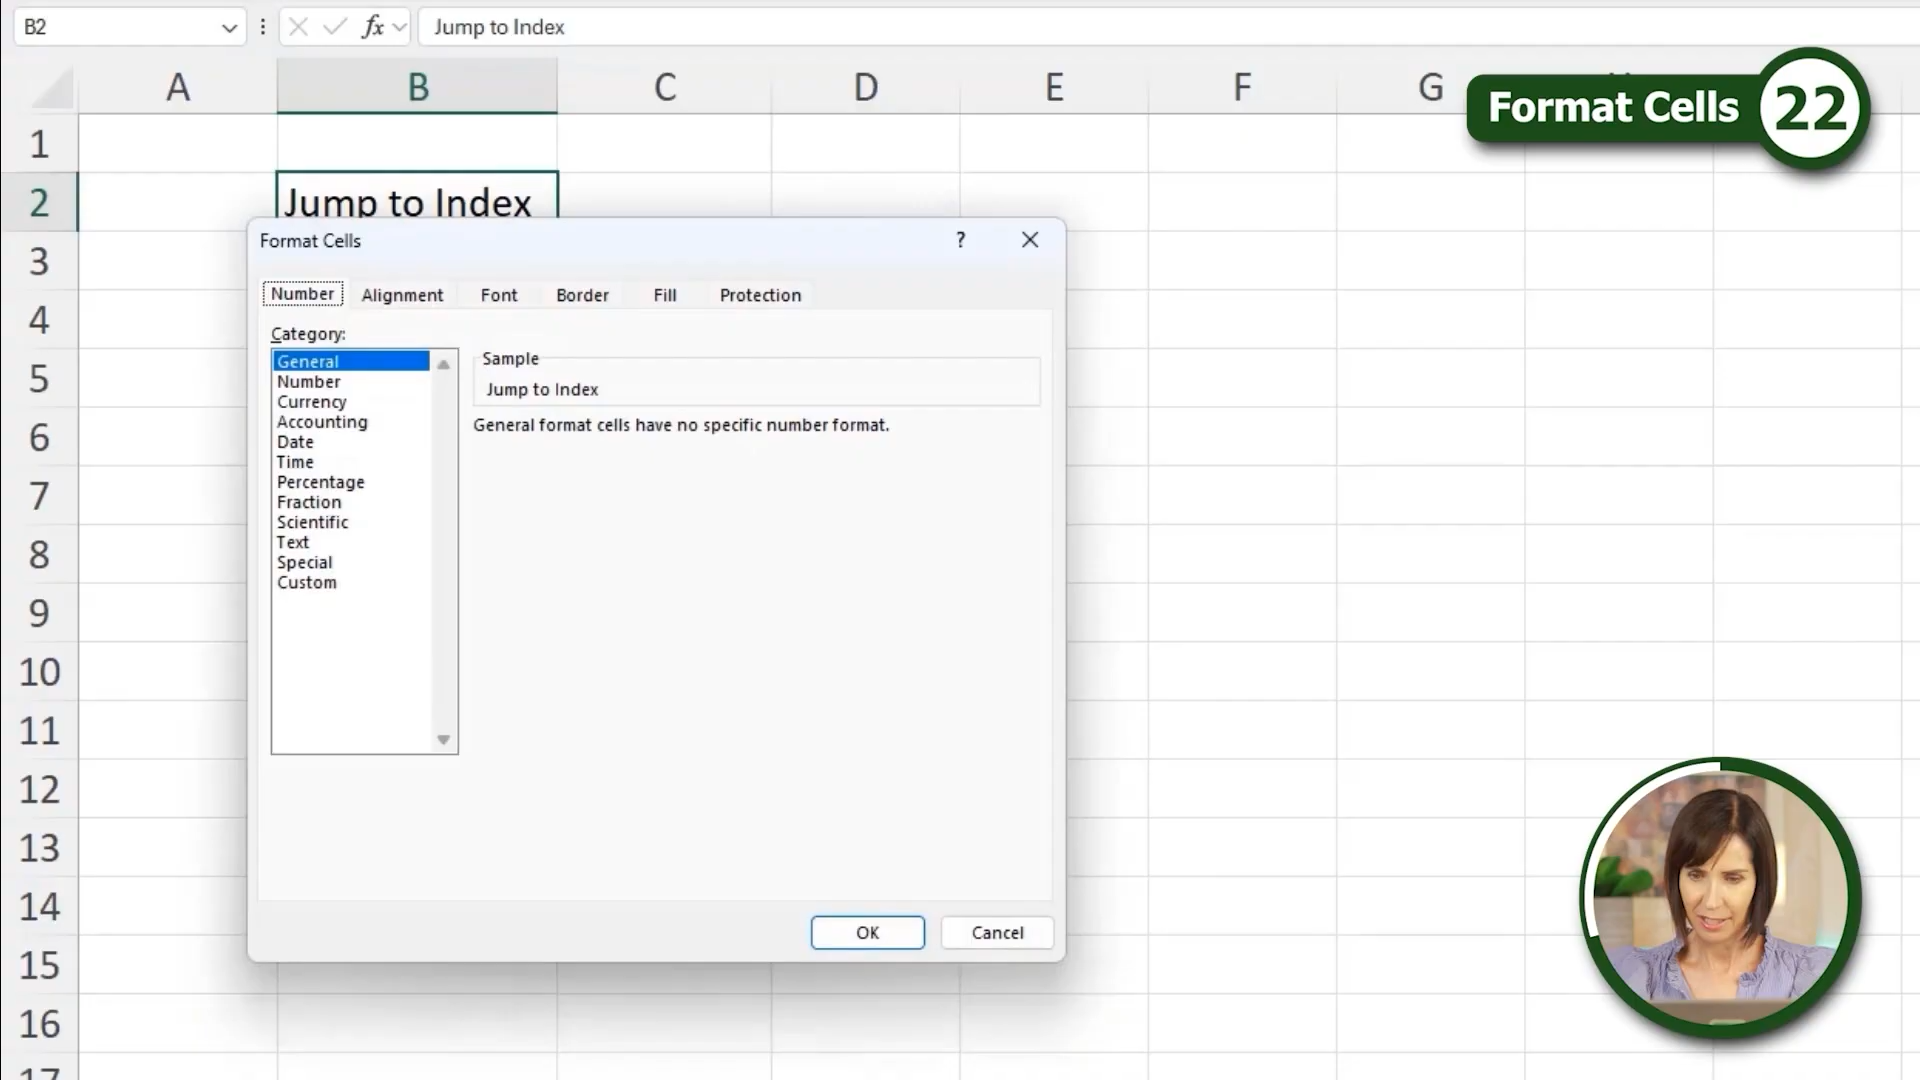 B2
fx
Jump to Index
A B C D E F G
Format Cells 22
1
2 Jump to Index
3
4
5
6
7
8
9
10
11
12
13
14
15
16
Format Cells ?
Number Alignment Font Border Fill Protection
Category:
General
Number
Currency
Accounting
Date
Time
Percentage
Fraction
Scientific
Text
Special
Custom
Sample
Jump to Index
General format cells have no specific number format.
OK Cancel